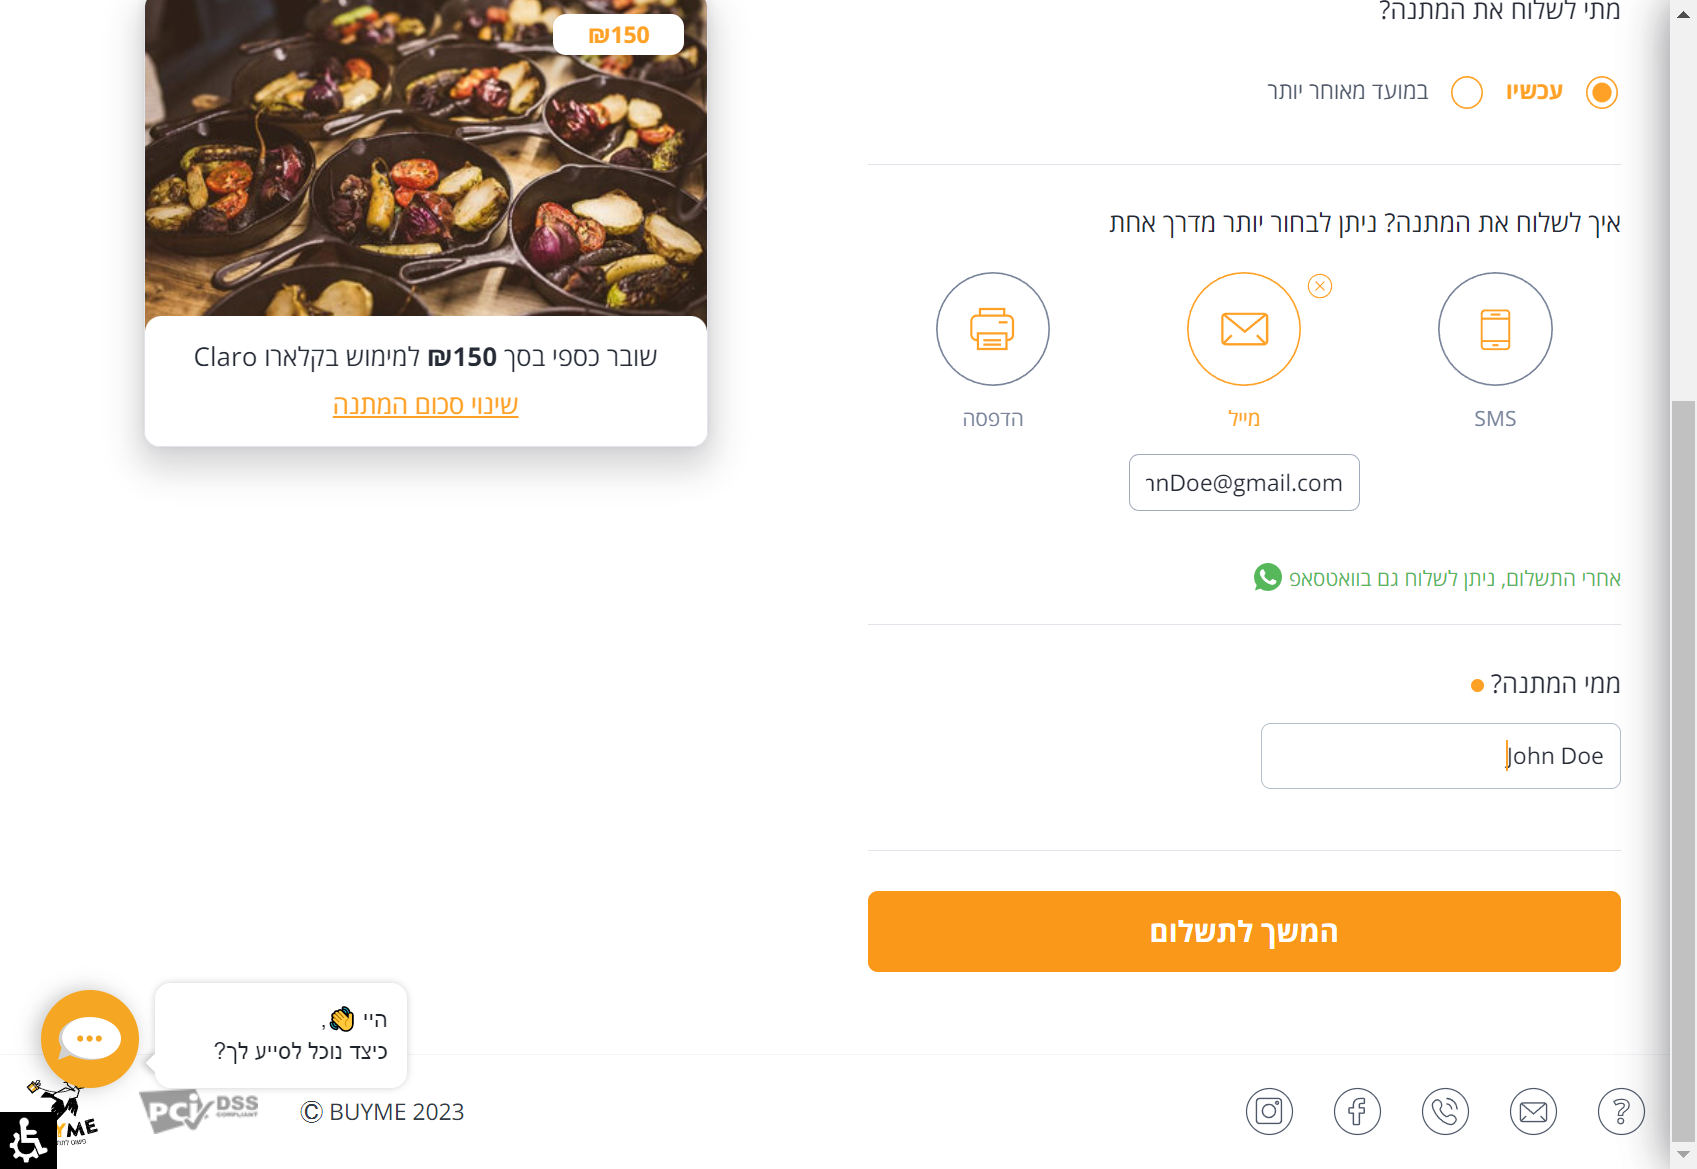 מתי לשלוח את המתנה?
עכשיו
במועד מאוחר יותר
איך לשלוח את המתנה? ניתן לבחור יותר מדרך אחת
SMS
מייל
הדפסה
nDoe@gmail.com
אחרי התשלום, ניתן לשלוח גם בוואטסאפ
ממי המתנה?
John Doe
המשך לתשלום
₪150
שובר כספי בסך ₪150 למימוש בקלארו Claro
שינוי סכום המתנה
היי 👋,
כיצד נוכל לסייע לך?
PCI DSS
COMPLIANT
© BUYME 2023
YME
?